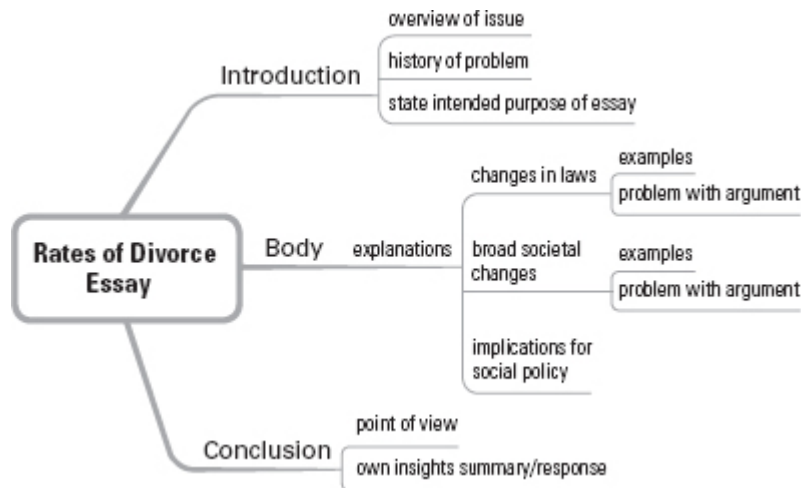 overview of issue
Introduction
history of problem
state intended purpose of essay
Rates of Divorce
Essay
Body
explanations
changes in laws
examples
problem with argument
broad societal
changes
examples
problem with argument
implications for
social policy
Conclusion
point of view
own insights summary/response